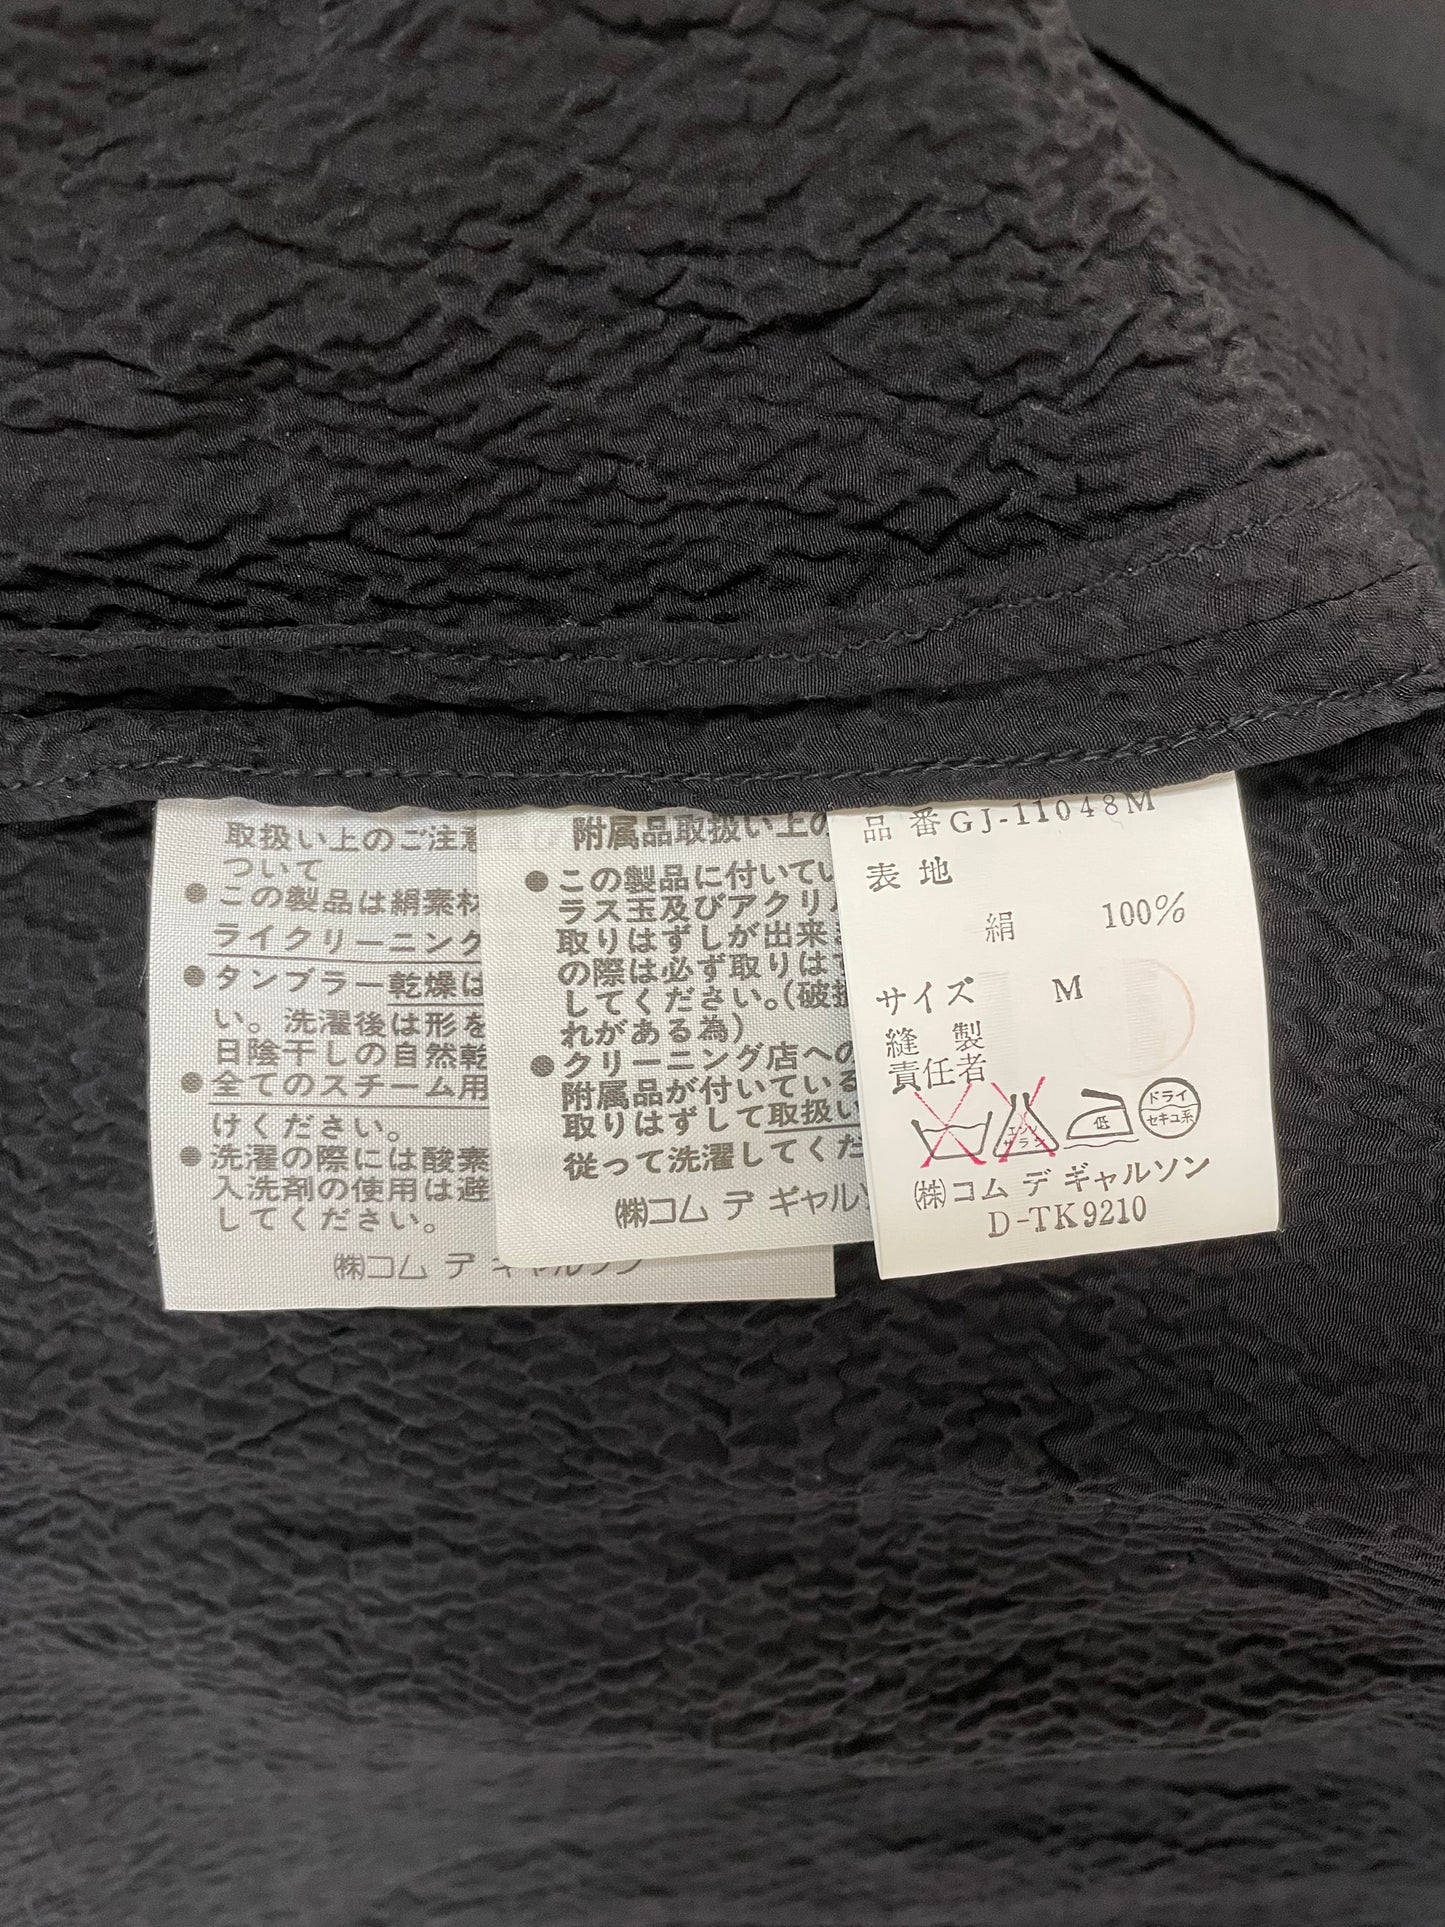 取扱い上のご注意
ついて
●この製品は絹素材
ライクリーニング
●タンブラー乾燥は
い。洗濯後は形を
日陰干しの自然乾
●全てのスチーム用
けください。
●洗濯の際には酸素
入洗剤の使用は避
してください。
㈱コム デ ギャルソン
附属品取扱い上の
●この製品に付いてい
ラス玉及びアクリル
取りはずしが出来ま
の際は必ず取りはず
してください。(破損
れがある為)
●クリーニング店への
附属品が付いている
取りはずして取扱い
従って洗濯してくだ
㈱コム デ ギャルソ
品 番 GJ-11048M
表 地
絹 100%
サイズ M
縫 製
責任者
エンソ
サラシ
低
ドライ
セキユ系
㈱コム デ ギャルソン
D-TK9210